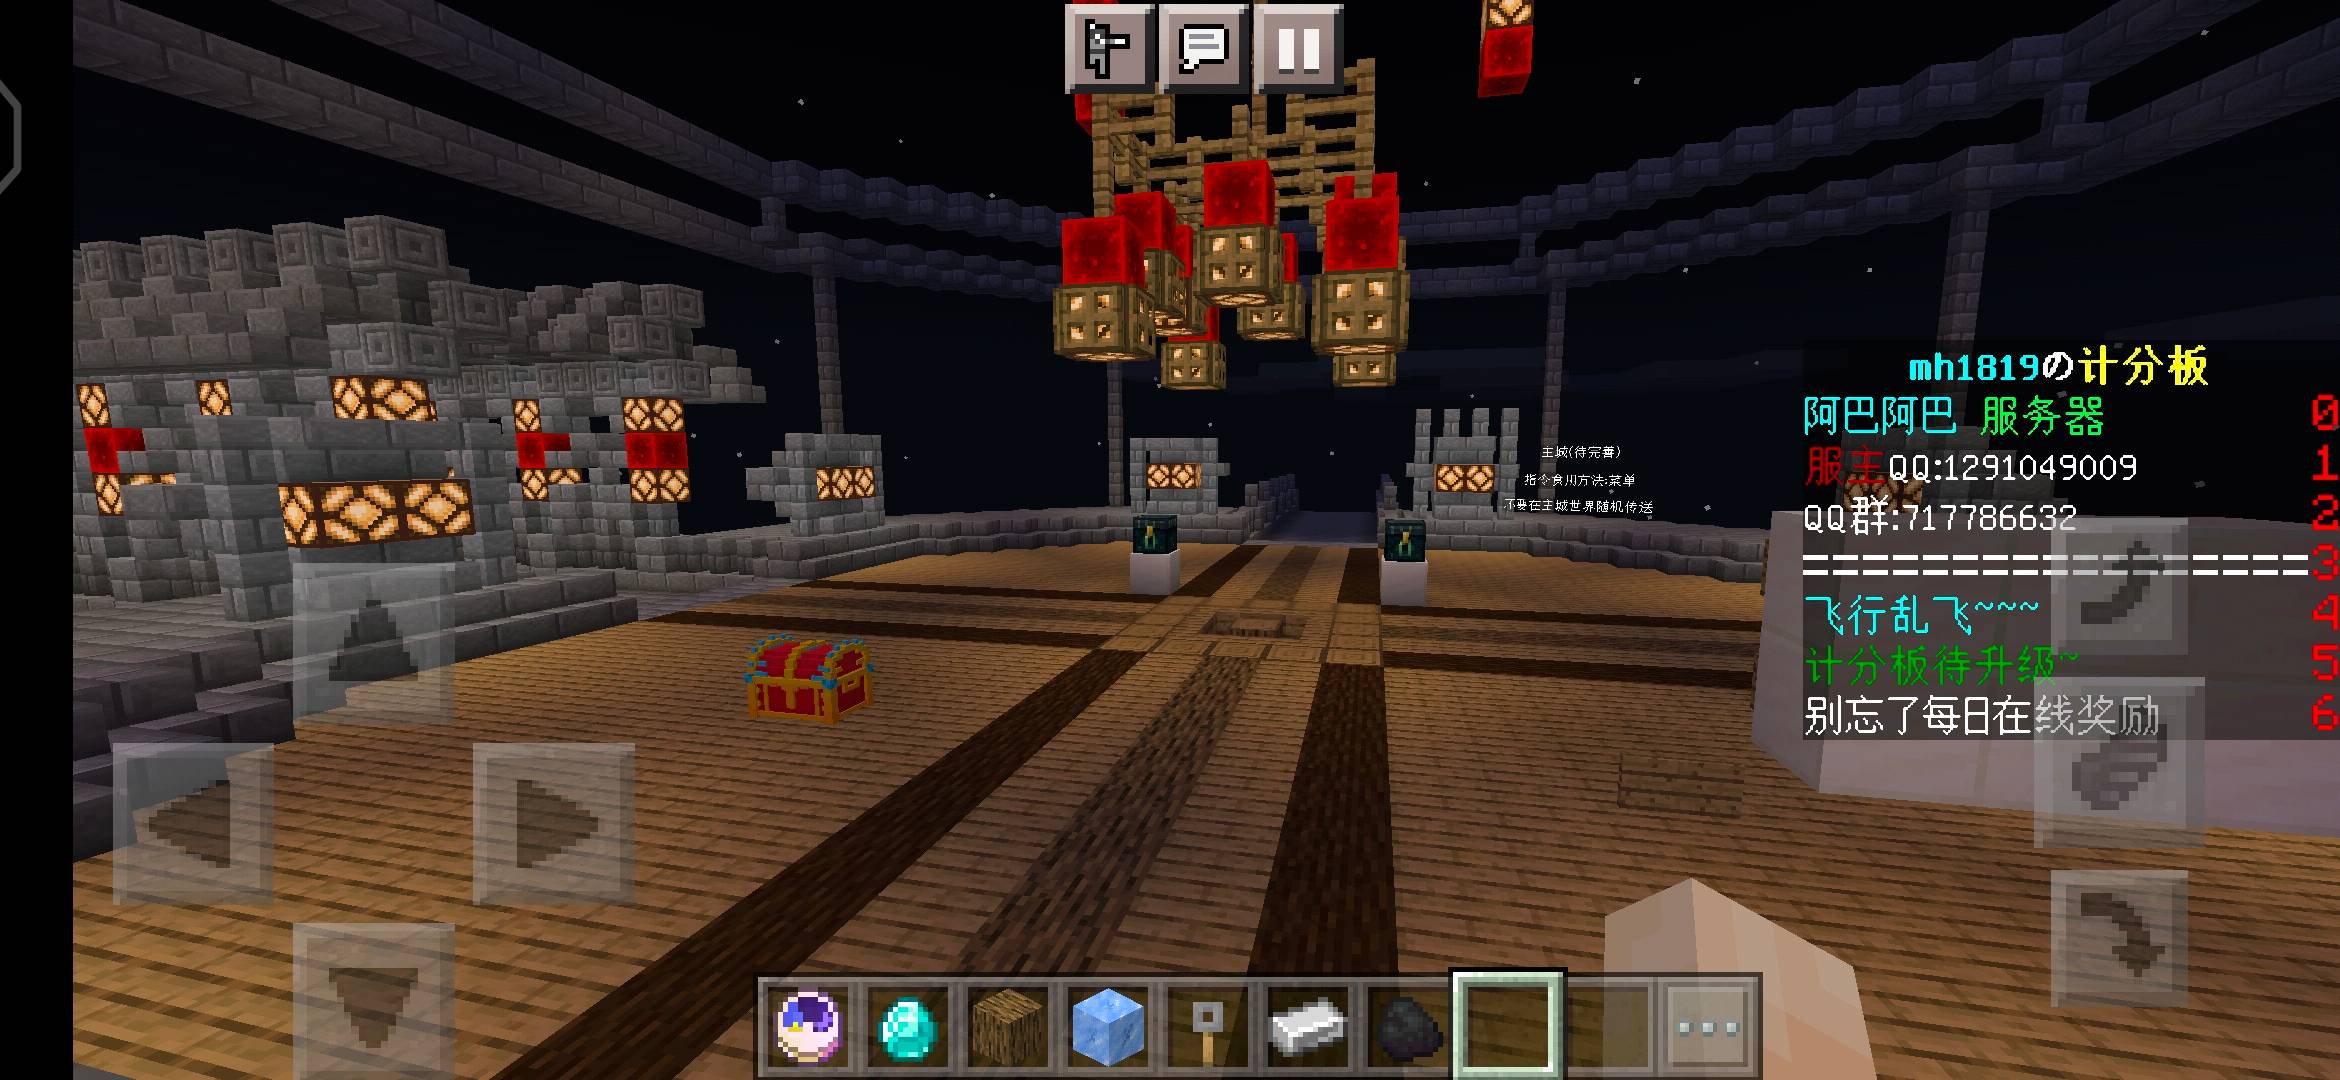 主城(待完善)
指令食用方法:菜单
不要在主城世界随机传送
mh1819の计分板
阿巴阿巴 服务器 0
服主QQ:1291049009 1
QQ群:717786632 2
================= 3
飞行乱飞~~~ 4
计分板待升级~ 5
别忘了每日在线奖励 6